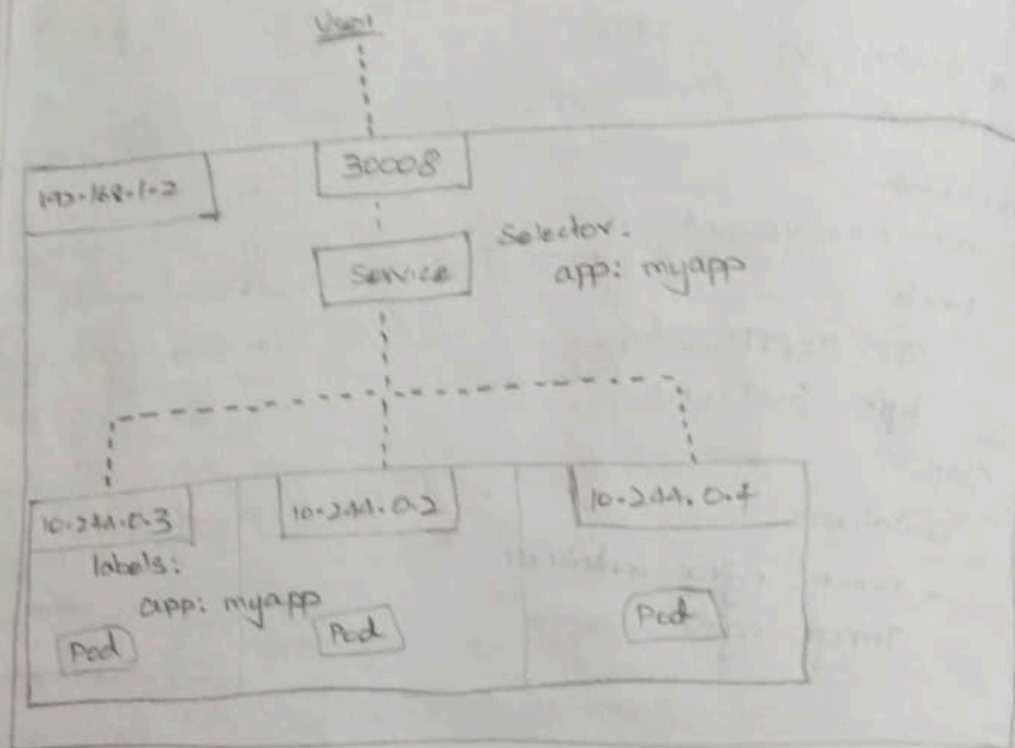 User
30008
192.168.1.2
Selector:
app: myapp
Service
10.244.0.3
10.244.0.2
10.244.0.4
labels:
app: myapp
Pod
Pod
Pod